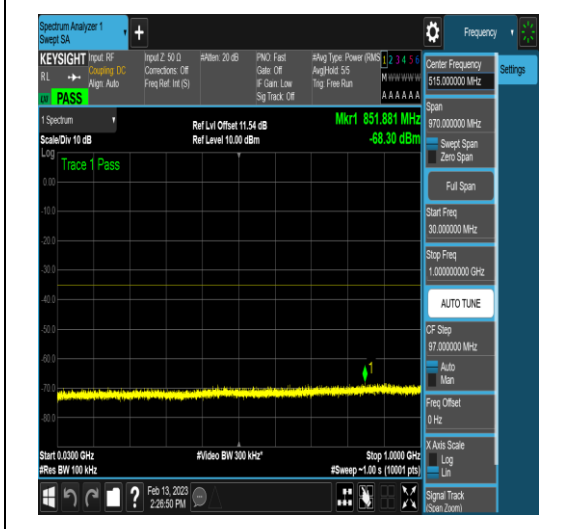 Spectrum Analyzer 1
Swept SA
+
Frequency
KEYSIGHT
RL
PASS
Input: RF
Coupling: DC
Align: Auto
Input Z: 50 Ω
Corrections: Off
Freq Ref: Int (S)
#Atten: 20 dB
PNO: Fast
Gate: Off
IF Gain: Low
Sig Track: Off
#Avg Type: Power (RMS
Avg|Hold: 5/5
Trig: Free Run
1 2 3 4 5 6
M W W W W W
A A A A A A
1 Spectrum
Scale/Div 10 dB
Ref Lvl Offset 11.54 dB
Ref Level 10.00 dBm
Mkr1 851.881 MHz
-68.30 dBm
Log
Trace 1 Pass
0.00
-10.0
-20.0
-30.0
-40.0
-50.0
-60.0
-70.0
-80.0
1
Start 0.0300 GHz
#Res BW 100 kHz
#Video BW 300 kHz*
Stop 1.0000 GHz
#Sweep ~1.00 s (10001 pts)
?
Feb 13, 2023
2:26:50 PM
Center Frequency
515.000000 MHz
Settings
Span
970.000000 MHz
Swept Span
Zero Span
Full Span
Start Freq
30.000000 MHz
Stop Freq
1.000000000 GHz
AUTO TUNE
CF Step
97.000000 MHz
Auto
Man
Freq Offset
0 Hz
X Axis Scale
Log
Lin
Signal Track
(Span Zoom)